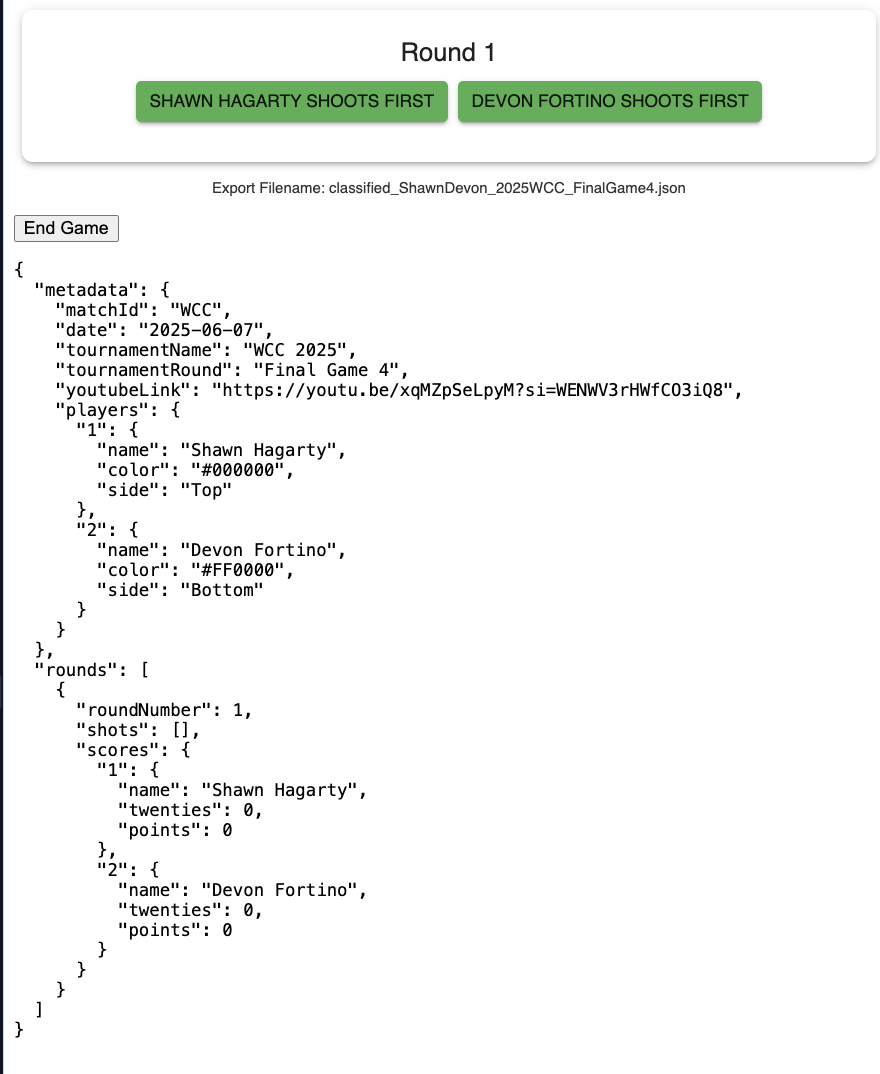 Round 1
SHAWN HAGARTY SHOOTS FIRST
DEVON FORTINO SHOOTS FIRST
Export Filename: classified_ShawnDevon_2025WCC_FinalGame4.json
End Game
{
  "metadata": {
    "matchId": "WCC",
    "date": "2025-06-07",
    "tournamentName": "WCC 2025",
    "tournamentRound": "Final Game 4",
    "youtubeLink": "https://youtu.be/xqMZpSeLpyM?si=WENWV3rHWfCO3iQ8",
    "players": {
      "1": {
        "name": "Shawn Hagarty",
        "color": "#000000",
        "side": "Top"
      },
      "2": {
        "name": "Devon Fortino",
        "color": "#FF0000",
        "side": "Bottom"
      }
    }
  },
  "rounds": [
    {
      "roundNumber": 1,
      "shots": [],
      "scores": {
        "1": {
          "name": "Shawn Hagarty",
          "twenties": 0,
          "points": 0
        },
        "2": {
          "name": "Devon Fortino",
          "twenties": 0,
          "points": 0
        }
      }
    }
  ]
}